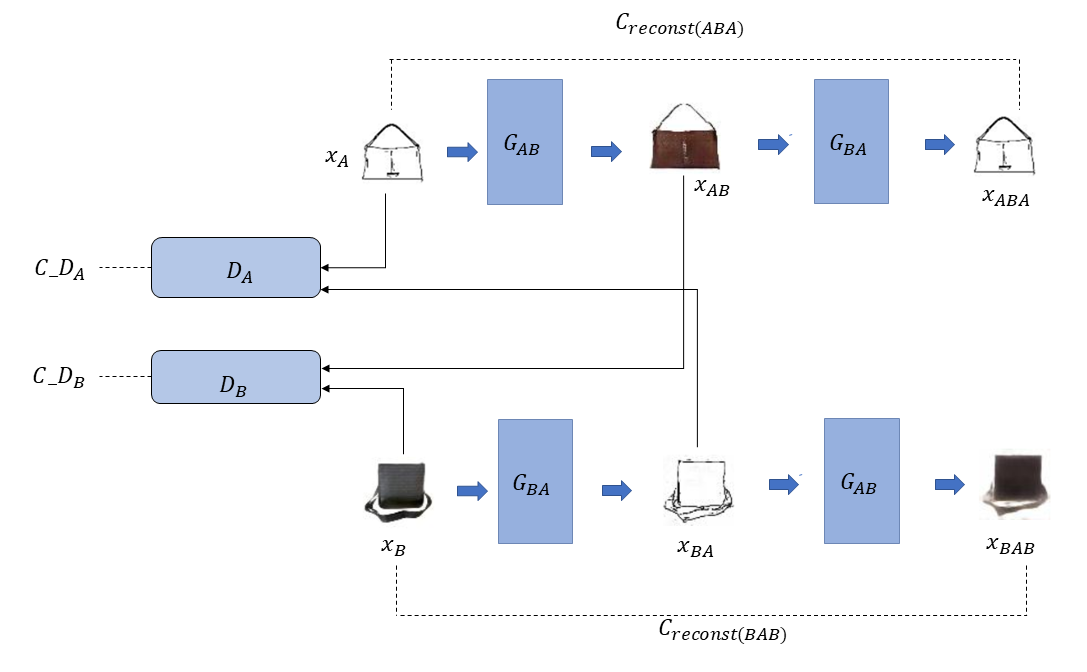 C_reconst(ABA)
x_A
G_AB
x_AB
G_BA
x_ABA
C_D_A
D_A
C_D_B
D_B
x_B
G_BA
x_BA
G_AB
x_BAB
C_reconst(BAB)